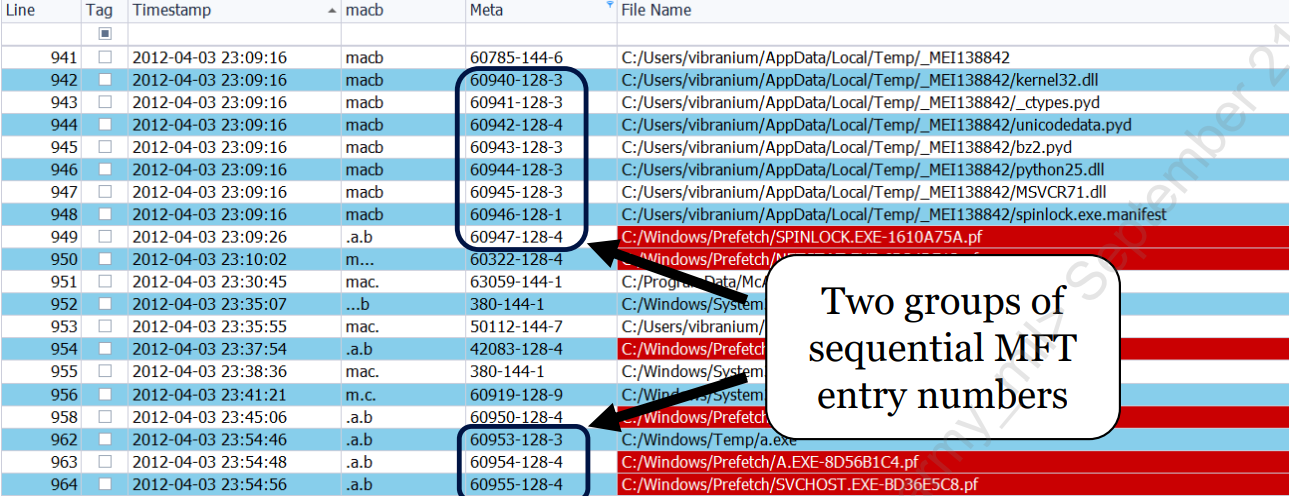 Line Tag Timestamp macb Meta File Name
941 2012-04-03 23:09:16 macb 60785-144-6 C:/Users/vibranium/AppData/Local/Temp/_MEI138842
942 2012-04-03 23:09:16 macb 60940-128-3 C:/Users/vibranium/AppData/Local/Temp/_MEI138842/kernel32.dll
943 2012-04-03 23:09:16 macb 60941-128-3 C:/Users/vibranium/AppData/Local/Temp/_MEI138842/_ctypes.pyd
944 2012-04-03 23:09:16 macb 60942-128-4 C:/Users/vibranium/AppData/Local/Temp/_MEI138842/unicodedata.pyd
945 2012-04-03 23:09:16 macb 60943-128-3 C:/Users/vibranium/AppData/Local/Temp/_MEI138842/bz2.pyd
946 2012-04-03 23:09:16 macb 60944-128-3 C:/Users/vibranium/AppData/Local/Temp/_MEI138842/python25.dll
947 2012-04-03 23:09:16 macb 60945-128-3 C:/Users/vibranium/AppData/Local/Temp/_MEI138842/MSVCR71.dll
948 2012-04-03 23:09:16 macb 60946-128-1 C:/Users/vibranium/AppData/Local/Temp/_MEI138842/spinlock.exe.manifest
949 2012-04-03 23:09:26 .a.b 60947-128-4 C:/Windows/Prefetch/SPINLOCK.EXE-1610A75A.pf
950 2012-04-03 23:10:02 m... 60322-128-4 C:/Windows/Prefetch/
951 2012-04-03 23:30:45 mac. 63059-144-1 C:/ProgramData/McA
952 2012-04-03 23:35:07 ...b 380-144-1 C:/Windows/System
953 2012-04-03 23:35:55 mac. 50112-144-7 C:/Users/vibranium/
954 2012-04-03 23:37:54 .a.b 42083-128-4 C:/Windows/Prefetch
955 2012-04-03 23:38:36 mac. 380-144-1 C:/Windows/System
956 2012-04-03 23:41:21 m.c. 60919-128-9 C:/Windows/System
958 2012-04-03 23:45:06 .a.b 60950-128-4 C:/Windows/Prefetch
962 2012-04-03 23:54:46 .a.b 60953-128-3 C:/Windows/Temp/a.exe
963 2012-04-03 23:54:48 .a.b 60954-128-4 C:/Windows/Prefetch/A.EXE-8D56B1C4.pf
964 2012-04-03 23:54:56 .a.b 60955-128-4 C:/Windows/Prefetch/SVCHOST.EXE-BD36E5C8.pf
Two groups of
sequential MFT
entry numbers
September 21